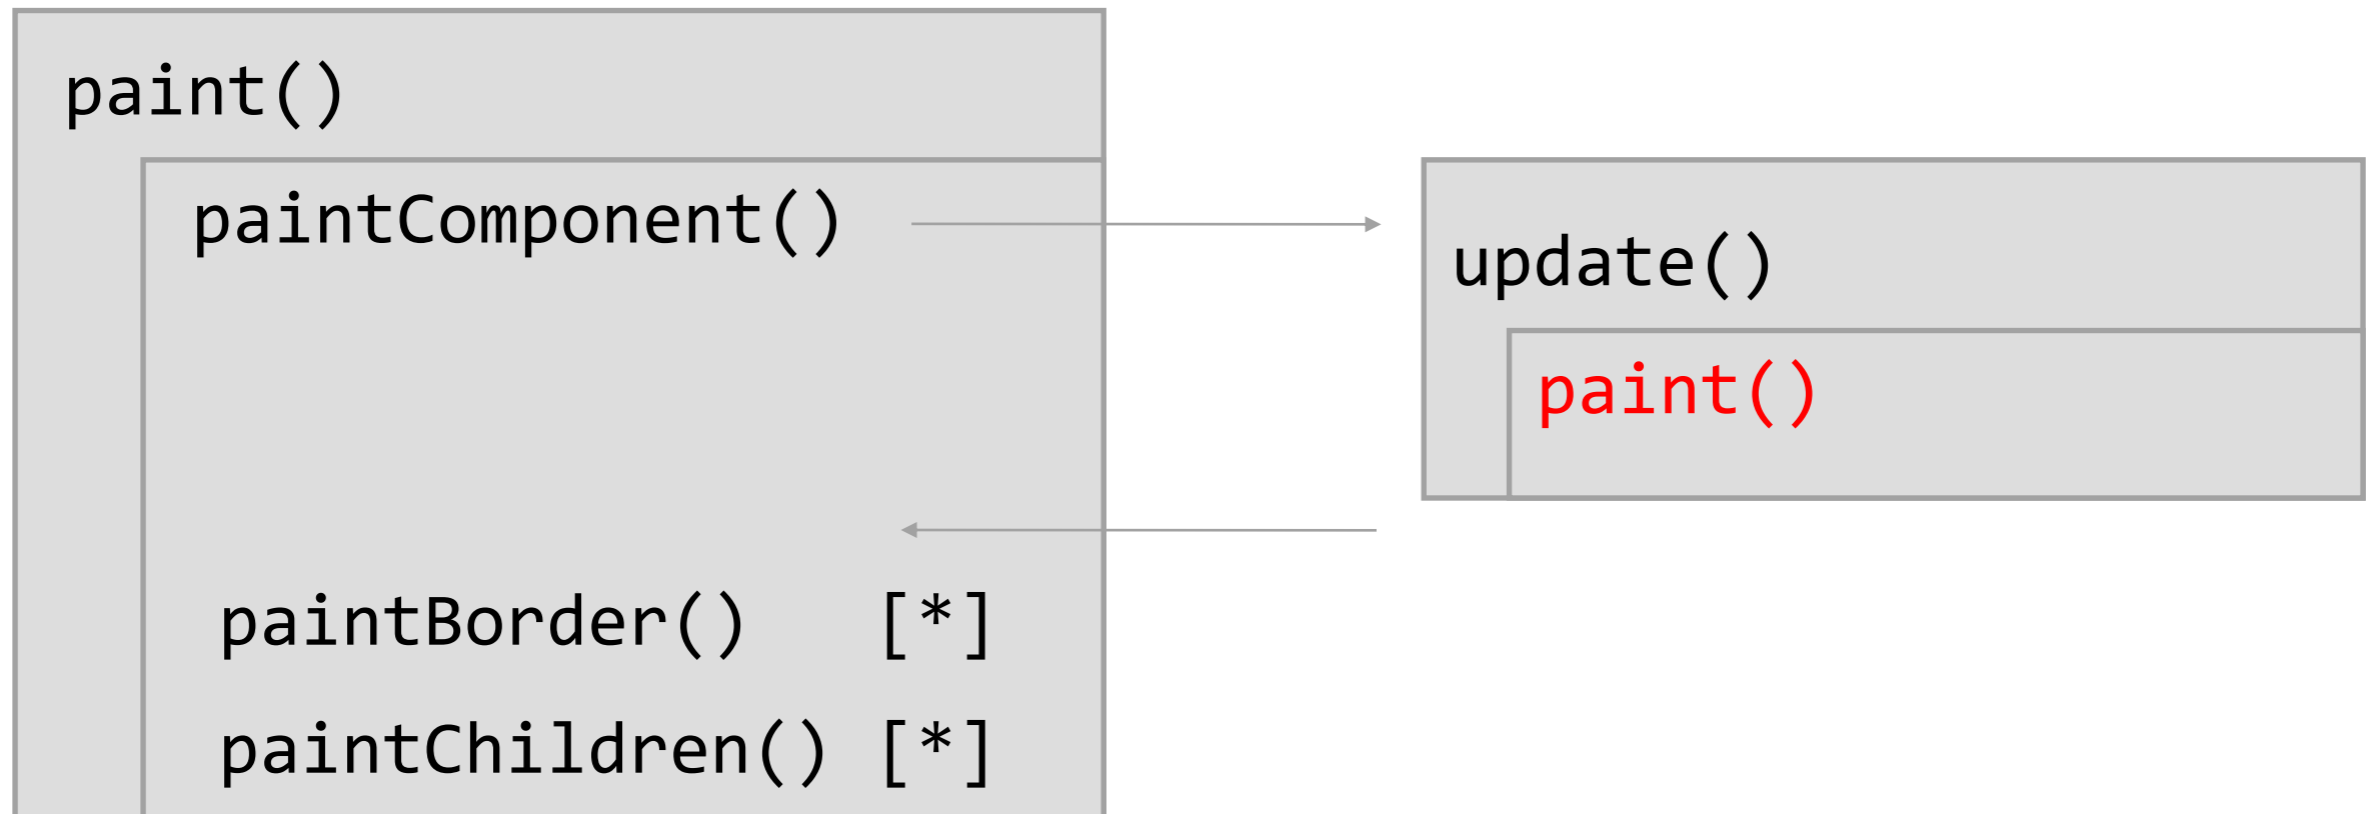 paint()
paintComponent()
update()
paint()
paintBorder() [*]
paintChildren() [*]